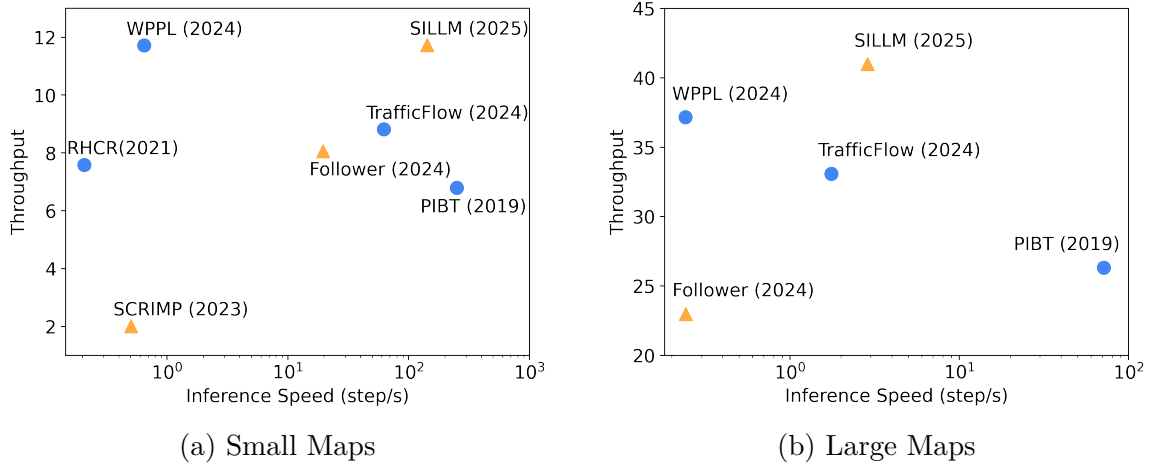 WPPL (2024)
SILLM (2025)
TrafficFlow (2024)
RHCR(2021)
Follower (2024)
PIBT (2019)
SCRIMP (2023)
12
10
8
6
4
2
Throughput
10^0
10^1
10^2
10^3
Inference Speed (step/s)
(a) Small Maps
SILLM (2025)
WPPL (2024)
TrafficFlow (2024)
PIBT (2019)
Follower (2024)
45
40
35
30
25
20
Throughput
10^0
10^1
10^2
Inference Speed (step/s)
(b) Large Maps